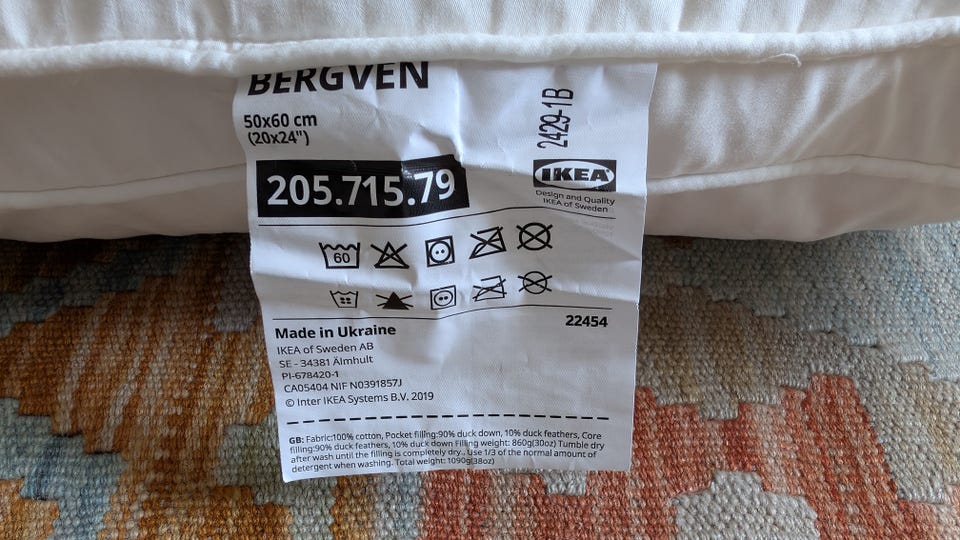 BERGVEN
50x60 cm
(20x24")
2429-1B
205.715.79
IKEA
Design and Quality
IKEA of Sweden
60
22454
Made in Ukraine
IKEA of Sweden AB
SE - 34381 Älmhult
PI-678420-1
CA05404 NIF N0391857J
© Inter IKEA Systems B.V. 2019
GB: Fabric:100% cotton, Pocket filling:90% duck down, 10% duck feathers, Core
filling:90% duck feathers, 10% duck down Filling weight: 860g(30oz) Tumble dry
after wash until the filling is completely dry., Use 1/3 of the normal amount of
detergent when washing. Total weight: 1090g(38oz)